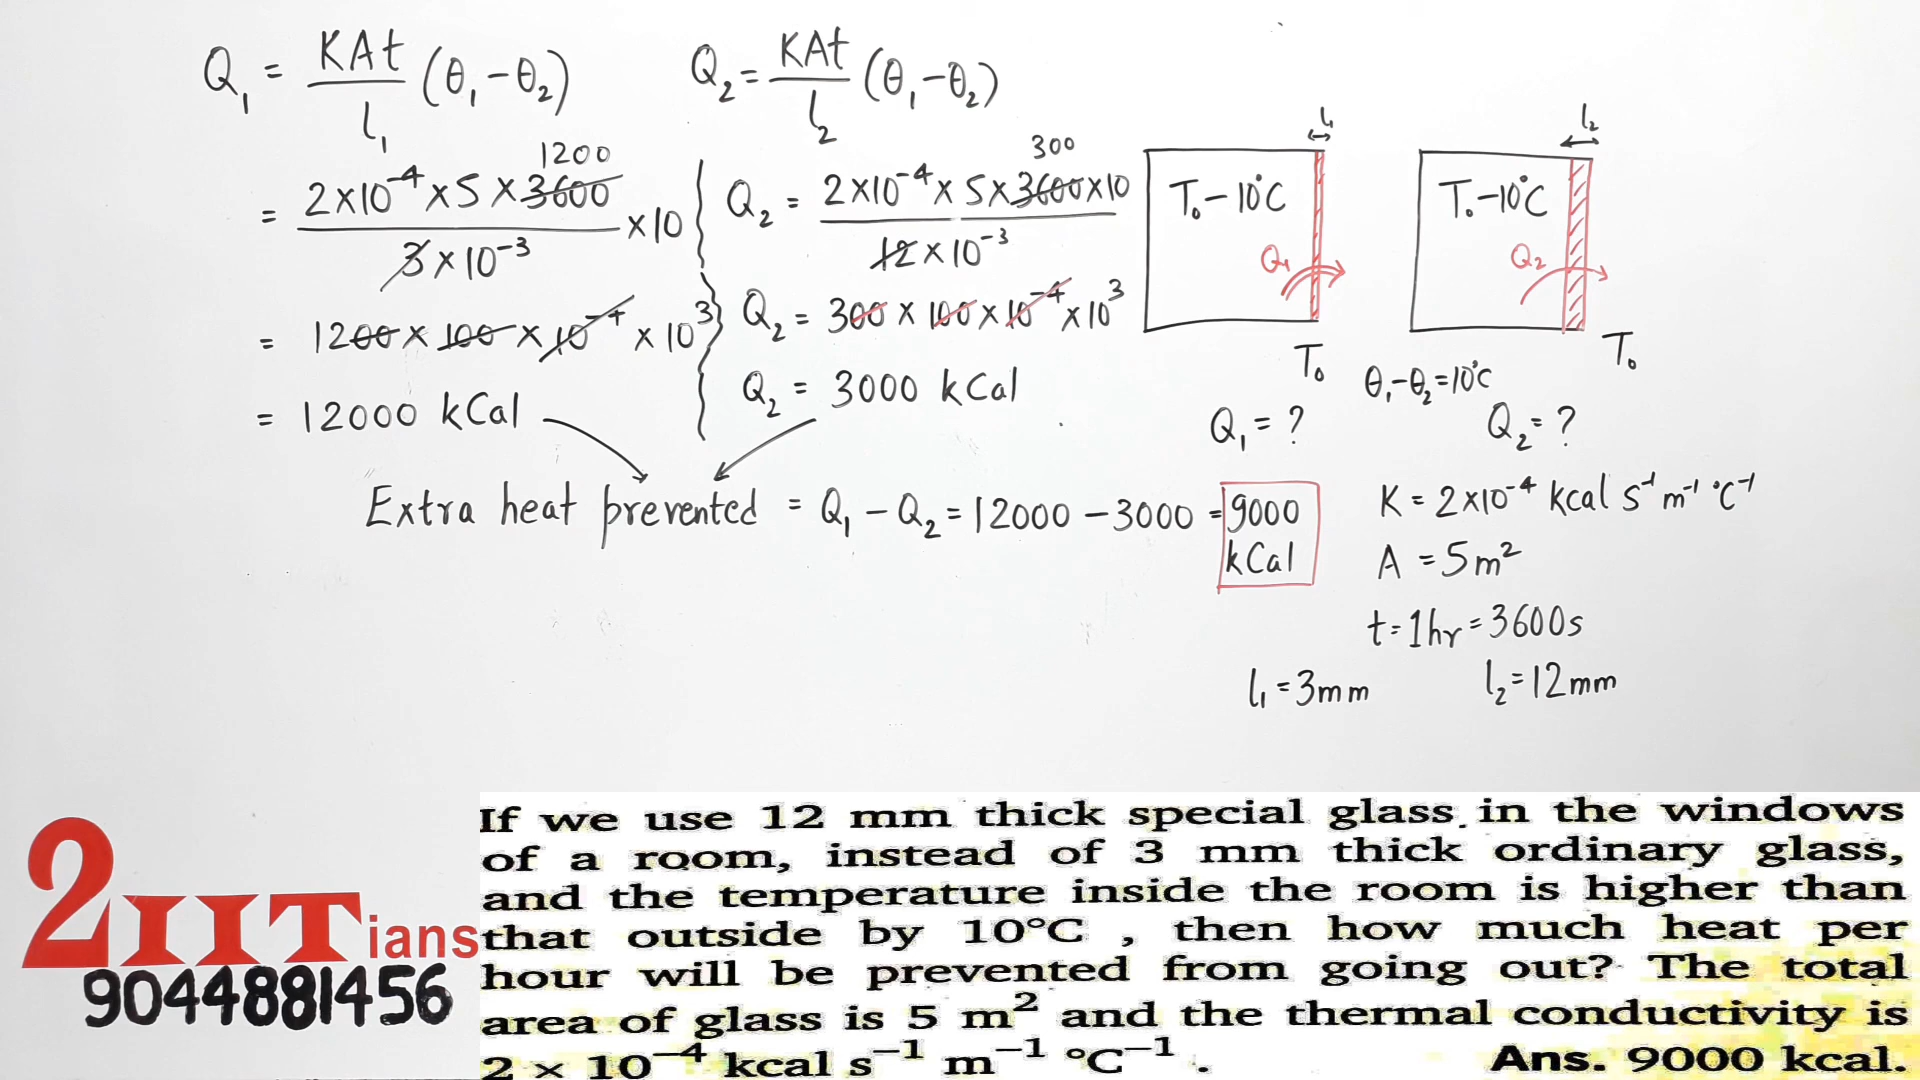 Q₁ = KAt/l₁ (θ₁-θ₂)
Q₂ = KAt/l₂ (θ₁-θ₂)
1200
= 2×10⁻⁴ × 5 × 3600 / 3×10⁻³ ×10
300
Q₂ = 2×10⁻⁴ × 5×3600×10 / 12×10⁻³
= 1200 × 100 × 10⁻⁴ × 10³
Q₂ = 300 × 100 × 10⁻⁴ × 10³
= 12000 kCal
Q₂ = 3000 kCal
Extra heat prevented = Q₁ - Q₂ = 12000 - 3000 = 9000
kCal
l₁
l₂
T₀-10°C
T₀-10°C
Q₁
Q₂
T₀
T₀
θ₁-θ₂=10°C
Q₁ = ?
Q₂ = ?
K = 2×10⁻⁴ kcal s⁻¹ m⁻¹ °C⁻¹
A = 5m²
t = 1hr = 3600s
l₁ = 3mm
l₂ = 12mm
2IITians
9044881456
If we use 12 mm thick special glass in the windows
of a room, instead of 3 mm thick ordinary glass,
and the temperature inside the room is higher than
that outside by 10°C , then how much heat per
hour will be prevented from going out? The total
area of glass is 5 m² and the thermal conductivity is
2 × 10⁻⁴ kcal s⁻¹ m⁻¹ °C⁻¹ . Ans. 9000 kcal.